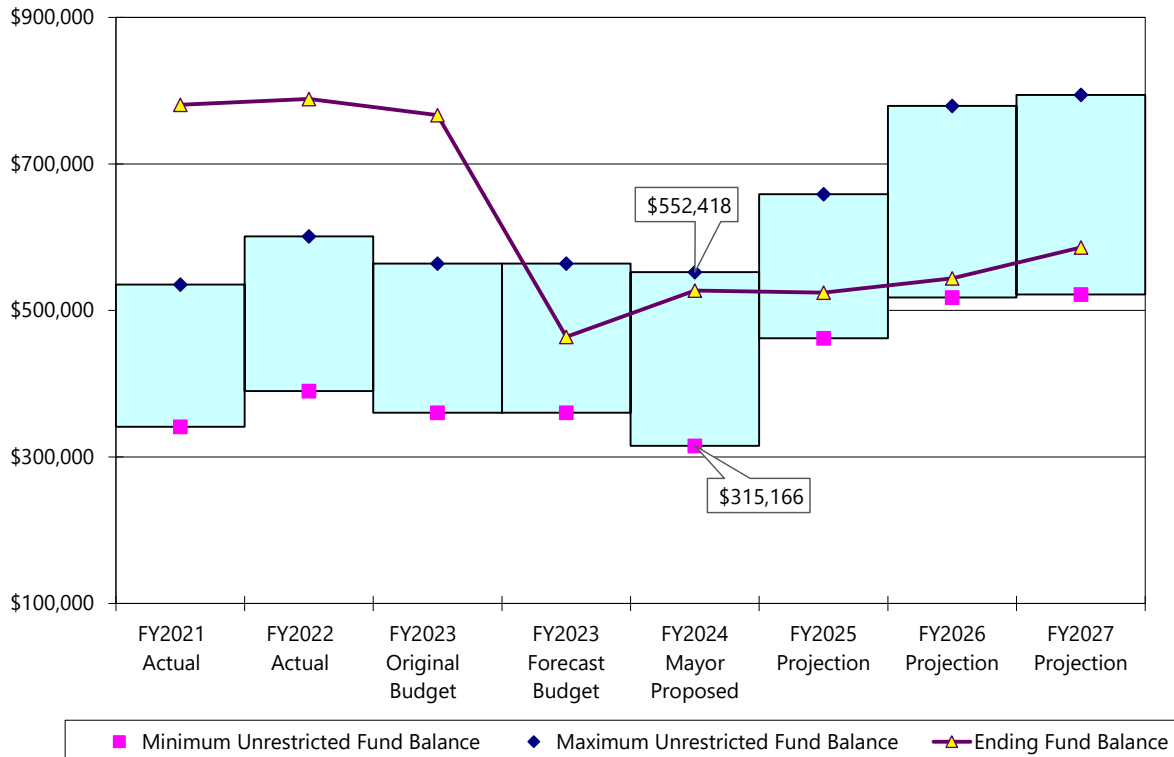 $900,000
$700,000
$500,000
$300,000
$100,000
$552,418
$315,166
FY2021
Actual
FY2022
Actual
FY2023
Original
Budget
FY2023
Forecast
Budget
FY2024
Mayor
Proposed
FY2025
Projection
FY2026
Projection
FY2027
Projection
Minimum Unrestricted Fund Balance
Maximum Unrestricted Fund Balance
Ending Fund Balance